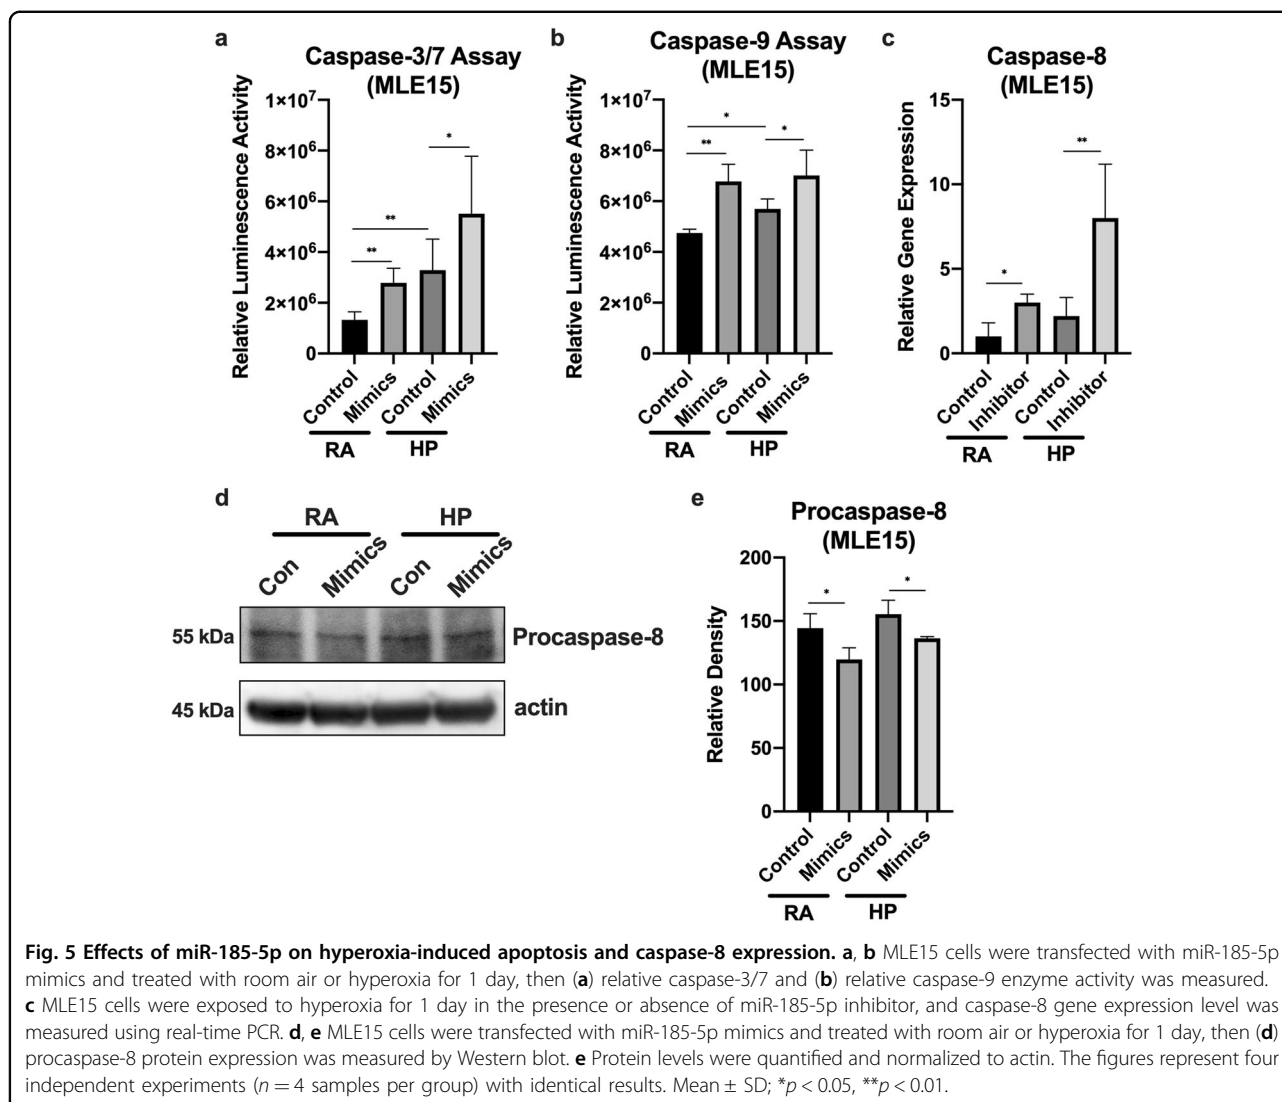 a
Caspase-3/7 Assay
(MLE15)
Relative Luminescence Activity
1×10⁷
8×10⁶
6×10⁶
4×10⁶
2×10⁶
0
**
**
*
Control
Mimics
Control
Mimics
RA
HP
b
Caspase-9 Assay
(MLE15)
Relative Luminescence Activity
1×10⁷
8×10⁶
6×10⁶
4×10⁶
2×10⁶
0
*
**
*
Control
Mimics
Control
Mimics
RA
HP
c
Caspase-8
(MLE15)
Relative Gene Expression
15
10
5
0
*
**
Control
Inhibitor
Control
Inhibitor
RA
HP
d
RA
HP
Con
Mimics
Con
Mimics
55 kDa
Procaspase-8
45 kDa
actin
e
Procaspase-8
(MLE15)
Relative Density
200
150
100
50
0
*
*
Control
Mimics
Control
Mimics
RA
HP
Fig. 5 Effects of miR-185-5p on hyperoxia-induced apoptosis and caspase-8 expression. a, b MLE15 cells were transfected with miR-185-5p
mimics and treated with room air or hyperoxia for 1 day, then (a) relative caspase-3/7 and (b) relative caspase-9 enzyme activity was measured.
c MLE15 cells were exposed to hyperoxia for 1 day in the presence or absence of miR-185-5p inhibitor, and caspase-8 gene expression level was
measured using real-time PCR. d, e MLE15 cells were transfected with miR-185-5p mimics and treated with room air or hyperoxia for 1 day, then (d)
procaspase-8 protein expression was measured by Western blot. e Protein levels were quantified and normalized to actin. The figures represent four
independent experiments (n = 4 samples per group) with identical results. Mean ± SD; *p < 0.05, **p < 0.01.